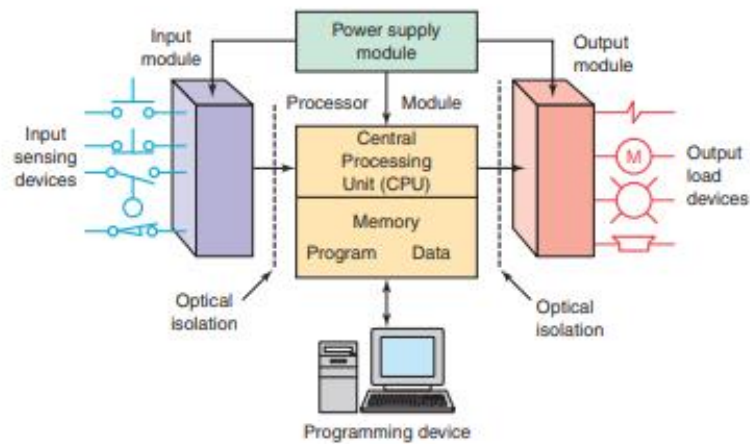 Input
module
Power supply
module
Output
module
Processor Module
Input
sensing
devices
Central
Processing
Unit (CPU)
M
Output
load
devices
Memory
Program Data
Optical
isolation
Optical
isolation
Programming device